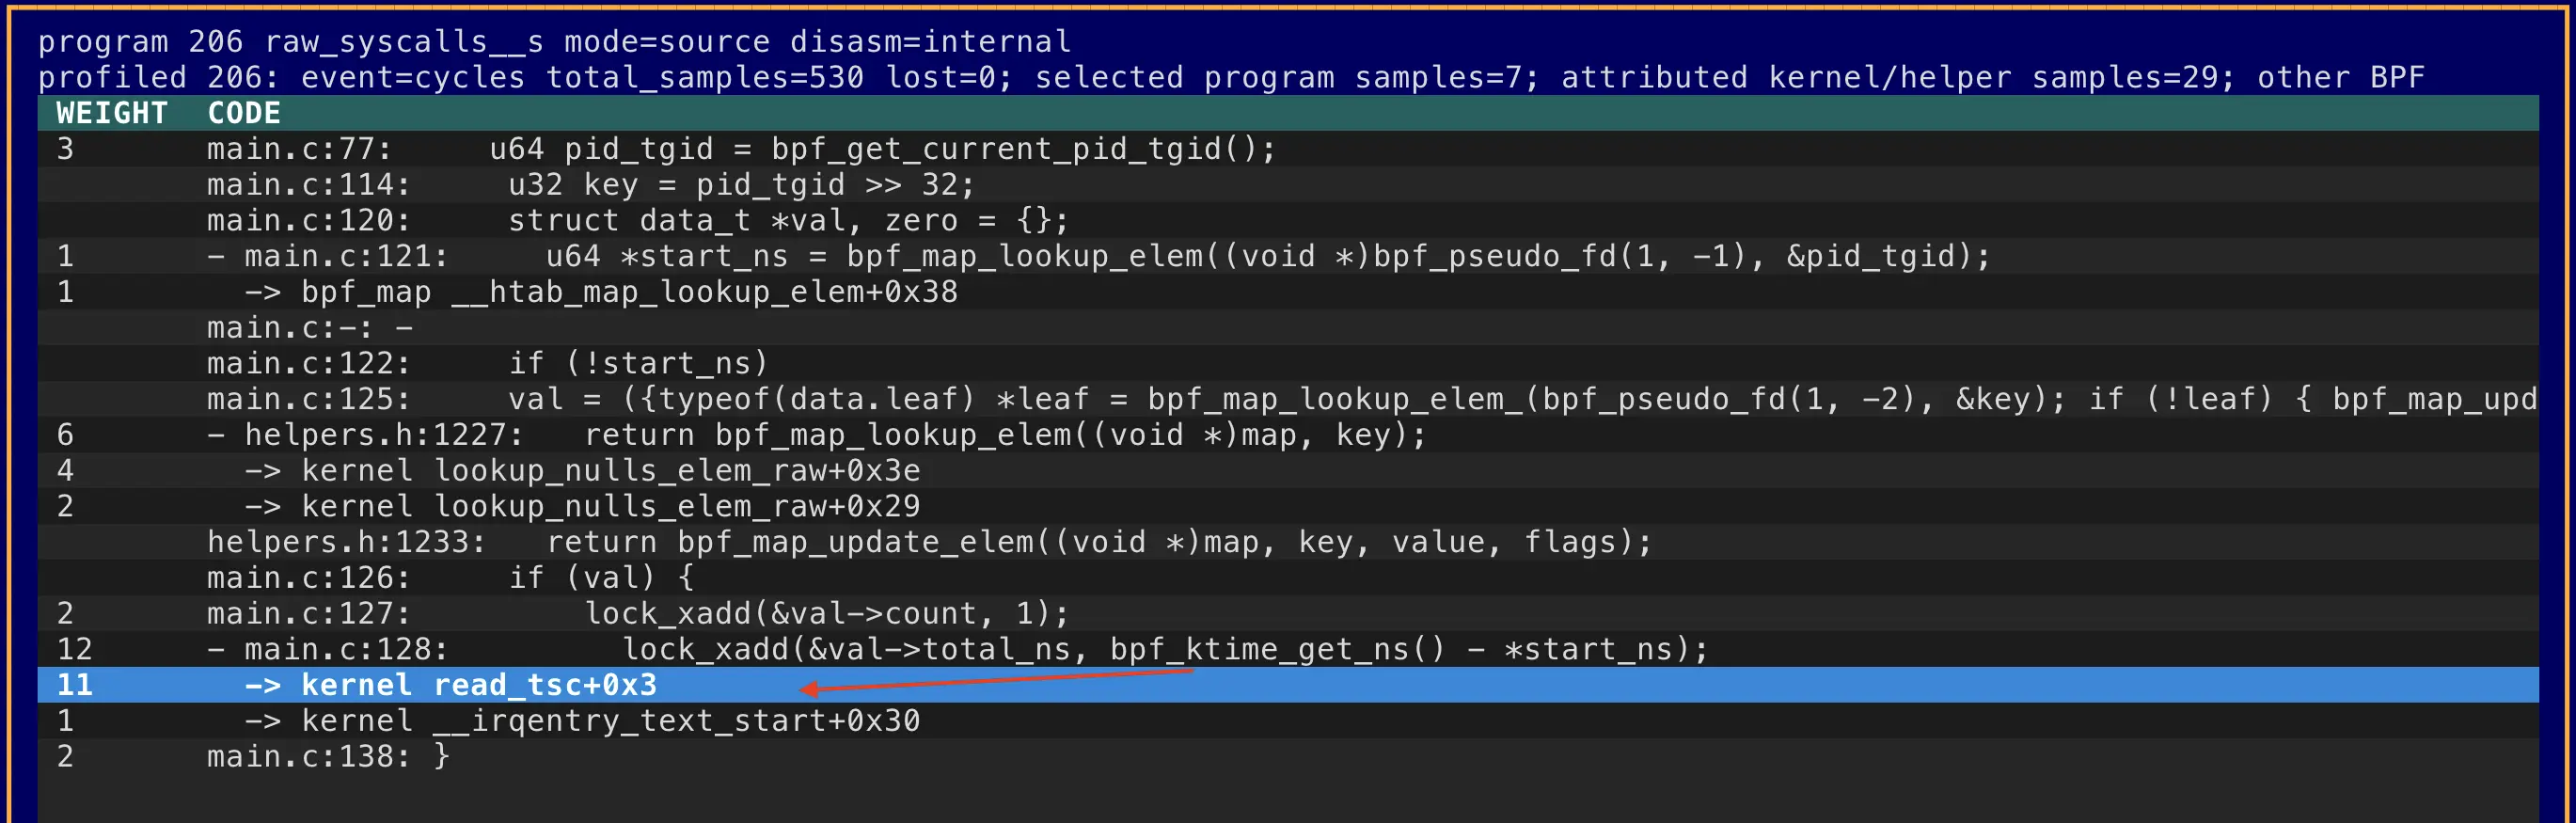 program 206 raw_syscalls__s mode=source disasm=internal
profiled 206: event=cycles total_samples=530 lost=0; selected program samples=7; attributed kernel/helper samples=29; other BPF
WEIGHT  CODE
3       main.c:77:     u64 pid_tgid = bpf_get_current_pid_tgid();
        main.c:114:     u32 key = pid_tgid >> 32;
        main.c:120:     struct data_t *val, zero = {};
1       - main.c:121:     u64 *start_ns = bpf_map_lookup_elem((void *)bpf_pseudo_fd(1, -1), &pid_tgid);
1         -> bpf_map __htab_map_lookup_elem+0x38
        main.c:-: -
        main.c:122:     if (!start_ns)
        main.c:125:     val = ({typeof(data.leaf) *leaf = bpf_map_lookup_elem_(bpf_pseudo_fd(1, -2), &key); if (!leaf) { bpf_map_upd
6       - helpers.h:1227:   return bpf_map_lookup_elem((void *)map, key);
4         -> kernel lookup_nulls_elem_raw+0x3e
2         -> kernel lookup_nulls_elem_raw+0x29
        helpers.h:1233:   return bpf_map_update_elem((void *)map, key, value, flags);
        main.c:126:     if (val) {
2       main.c:127:         lock_xadd(&val->count, 1);
12      - main.c:128:         lock_xadd(&val->total_ns, bpf_ktime_get_ns() - *start_ns);
11        -> kernel read_tsc+0x3
1         -> kernel __irqentry_text_start+0x30
2       main.c:138: }